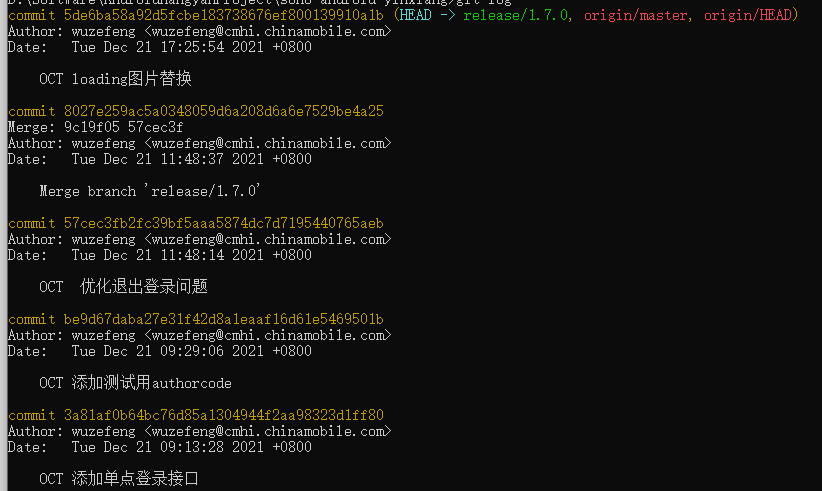 commit 5de6ba58a92d5fcbe183738676ef800139910a1b (HEAD -> release/1.7.0, origin/master, origin/HEAD)
Author: wuzefeng <wuzefeng@cmhi.chinamobile.com>
Date:   Tue Dec 21 17:25:54 2021 +0800
OCT loading图片替换
commit 8027e259ac5a0348059d6a208d6a6e7529be4a25
Merge: 9c19f05 57cec3f
Author: wuzefeng <wuzefeng@cmhi.chinamobile.com>
Date:   Tue Dec 21 11:48:37 2021 +0800
Merge branch 'release/1.7.0'
commit 57cec3fb2fc39bf5aaa5874dc7d7195440765aeb
Author: wuzefeng <wuzefeng@cmhi.chinamobile.com>
Date:   Tue Dec 21 11:48:14 2021 +0800
OCT  优化退出登录问题
commit be9d67daba27e31f42d8a1eaaf16d61e5469501b
Author: wuzefeng <wuzefeng@cmhi.chinamobile.com>
Date:   Tue Dec 21 09:29:06 2021 +0800
OCT 添加测试用authorcode
commit 3a81af0b64bc76d85a1304944f2aa98323d1ff80
Author: wuzefeng <wuzefeng@cmhi.chinamobile.com>
Date:   Tue Dec 21 09:13:28 2021 +0800
OCT 添加单点登录接口